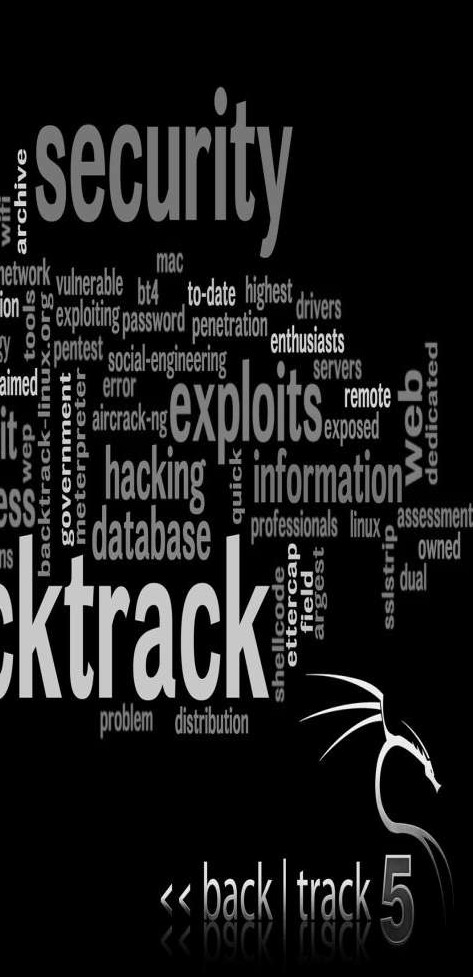 security
archive
wifi
mac
network
vulnerable
bt4
to-date
highest
drivers
ion
tools
exploiting
password
penetration
enthusiasts
gy
pentest
social-engineering
servers
aimed
error
remote
web
dedicated
exploits
government
meterpreter
backtrack-linux.org
aircrack-ng
exposed
it
wep
hacking
quick
information
ess
database
professionals
linux
assessment
owned
ns
cktrack
shellcode
ettercap
field
argest
sslstrip
dual
problem
distribution
<< back | track 5